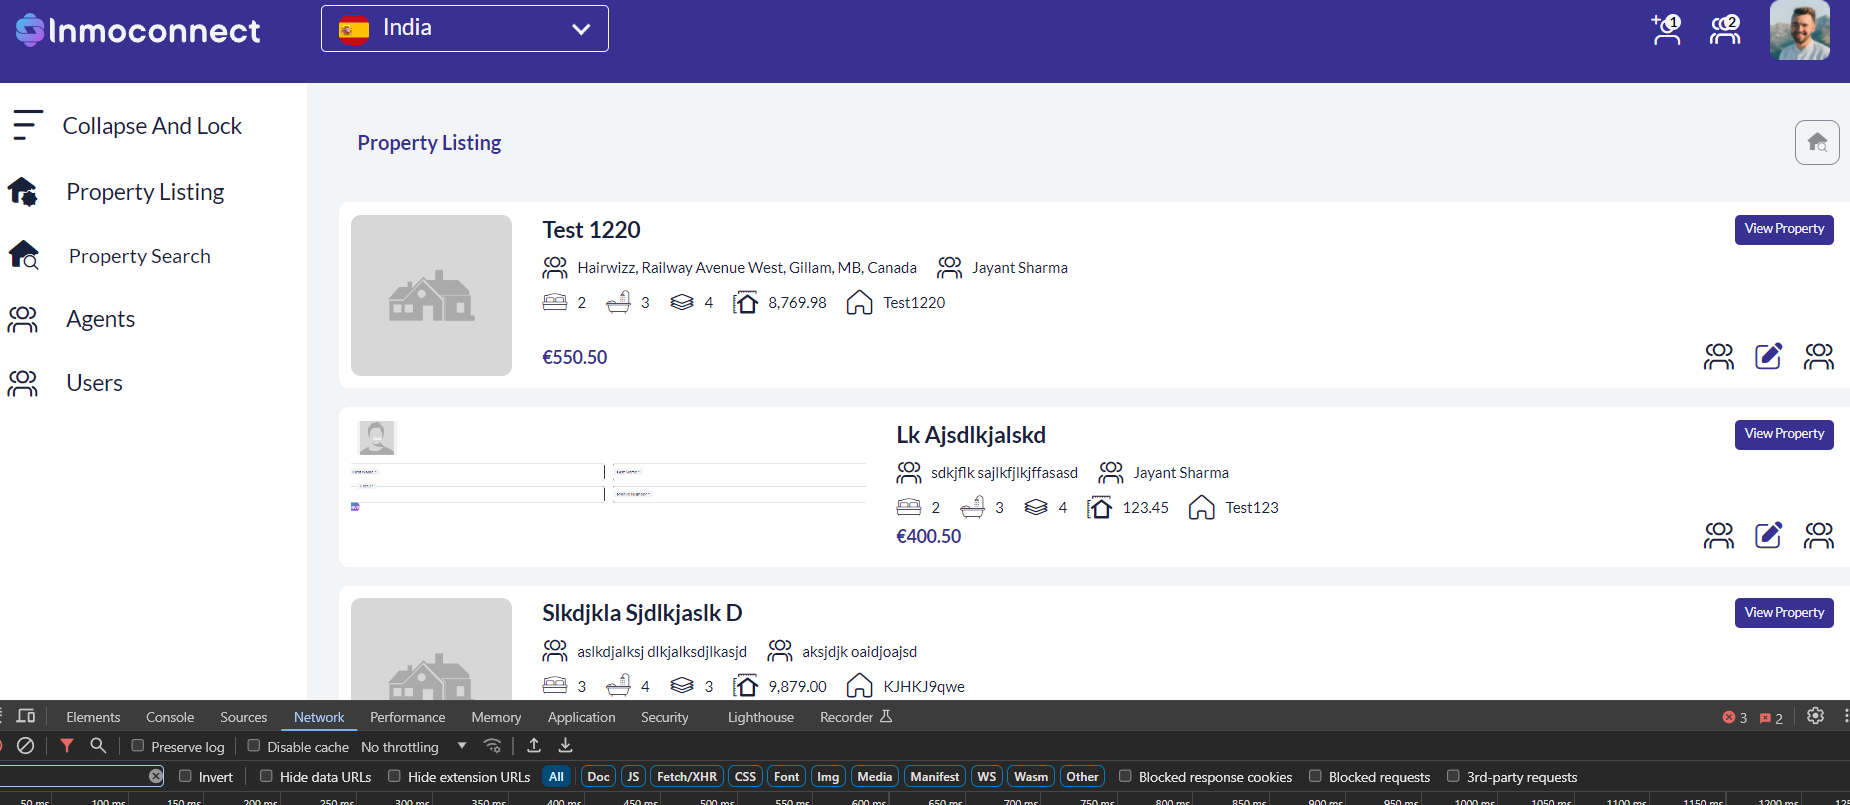 Inmoconnect
India
1
2
Collapse And Lock
Property Listing
Property Search
Agents
Users
Property Listing
Test 1220
View Property
Hairwizz, Railway Avenue West, Gillam, MB, Canada Jayant Sharma
2 3 4 8,769.98 Test1220
€550.50
Lk Ajsdlkjalskd
View Property
sdkjflk sajlkfjlkjffasasd Jayant Sharma
2 3 4 123.45 Test123
€400.50
Slkdjkla Sjdlkjaslk D
View Property
aslkdjalksj dlkjalksdjlkasjd aksjdjk oaidjoajsd
3 4 3 9,879.00 KJHKJ9qwe
Elements Console Sources Network Performance Memory Application Security Lighthouse Recorder 3 2
Preserve log Disable cache No throttling
Invert Hide data URLs Hide extension URLs All Doc JS Fetch/XHR CSS Font Img Media Manifest WS Wasm Other Blocked response cookies Blocked requests 3rd-party requests
50 ms 100 ms 150 ms 200 ms 250 ms 300 ms 350 ms 400 ms 450 ms 500 ms 550 ms 600 ms 650 ms 700 ms 750 ms 800 ms 850 ms 900 ms 950 ms 1000 ms 1050 ms 1100 ms 1150 ms 1200 ms